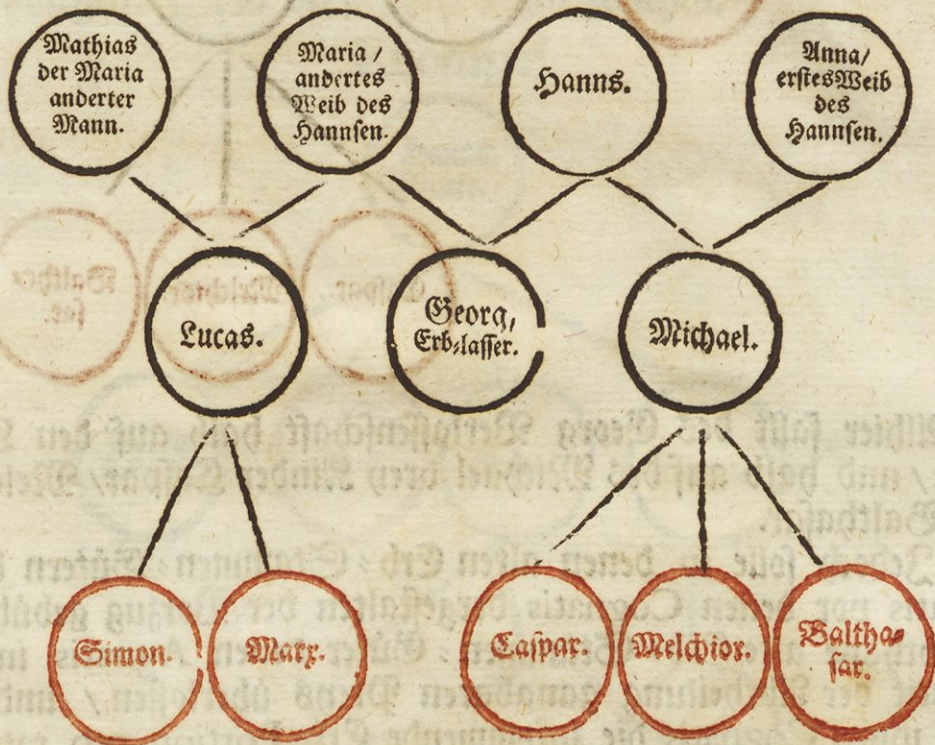 Mathias
der Maria
anderter
Mann.
Maria /
andertes
Weib des
Hannsen.
Hanns.
Anna/
erstes Weib
des
Hannsen.
Lucas.
Georg,
Erb⸗lasser.
Michael.
Simon.
Marx.
Caspar.
Melchior.
Baltha⸗
sar.